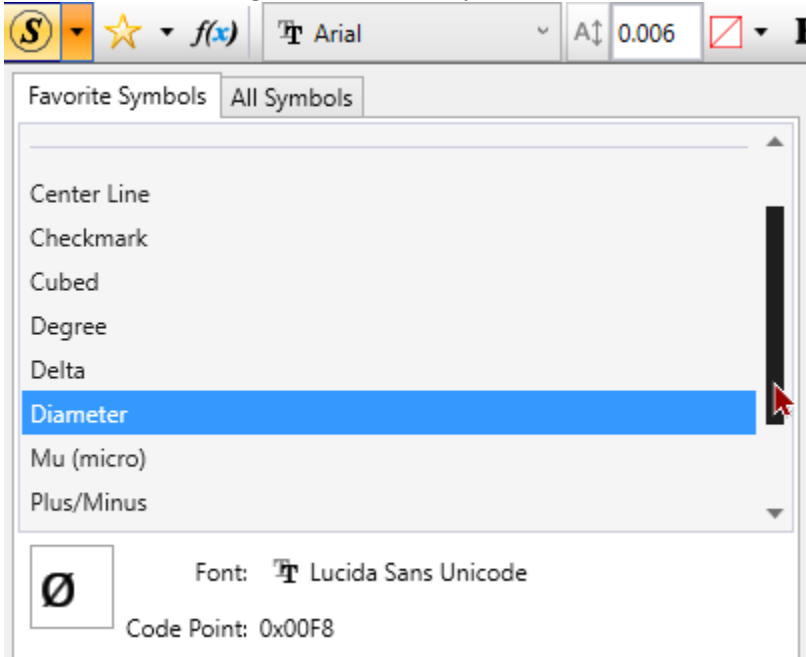 S f(x) Arial A 0.006
Favorite Symbols All Symbols
Center Line
Checkmark
Cubed
Degree
Delta
Diameter
Mu (micro)
Plus/Minus
ø Font: Lucida Sans Unicode
Code Point: 0x00F8